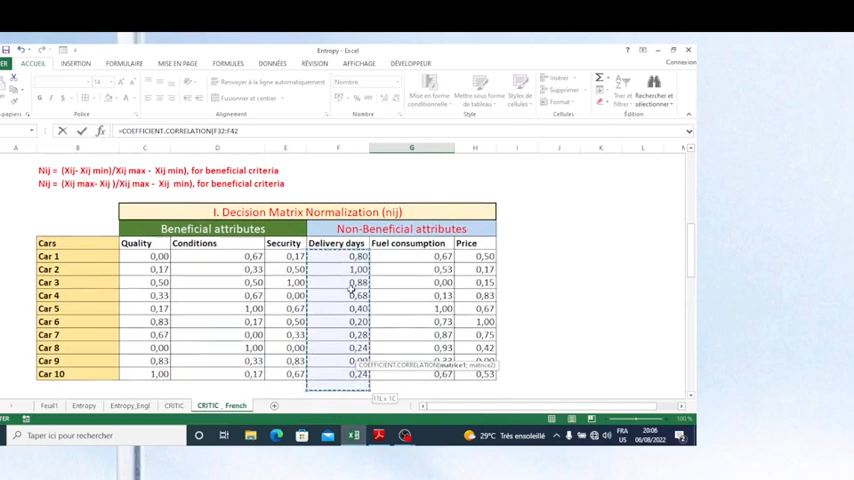 Entropy - Excel
ACCUEIL INSERTION FORMULAIRE MISE EN PAGE FORMULES DONNÉES RÉVISION AFFICHAGE DÉVELOPPEUR
Connexion
14
Renvoyer à la ligne automatiquement
Nombre
Insérer
G
Fusionner et centrer
Mise en forme conditionnelle
Mettre sous forme de tableau
Styles de cellules
Supprimer
Format
Trier et filtrer
Rechercher et sélectionner
Police Alignement Nombre Style Cellules Édition
=COEFFICIENT.CORRELATION(F32:F42
A B C D E F G H
Nij = (Xij- Xij min)/Xij max - Xij min), for beneficial criteria
Nij = (Xij max- Xij )/Xij max - Xij min), for beneficial criteria
I. Decision Matrix Normalization (nij)
Beneficial attributes Non-Beneficial attributes
Cars Quality Conditions Security Delivery days Fuel consumption Price
Car 1 0,00 0,67 0,17 0,80 0,67 0,50
Car 2 0,17 0,33 0,50 1,00 0,53 0,17
Car 3 0,50 0,50 1,00 0,88 0,00 0,15
Car 4 0,33 0,67 0,00 0,68 0,13 0,83
Car 5 0,17 1,00 0,67 0,40 1,00 0,67
Car 6 0,83 0,17 0,50 0,20 0,73 1,00
Car 7 0,67 0,00 0,33 0,28 0,87 0,75
Car 8 0,00 1,00 0,17 0,24 0,93 0,42
Car 9 0,83 0,33 0,83
COEFFICIENT.CORRELATION(matrice1; matrice2)
Car 10 1,00 0,17 0,67 0,24 0,67 0,53
11L x 1C
Feuil1 Entropy Entropy_Engl CRITIC CRITIC _ French
100 %
Taper ici pour rechercher
29°C Très ensoleillé
FRA
US
20:06
06/08/2022